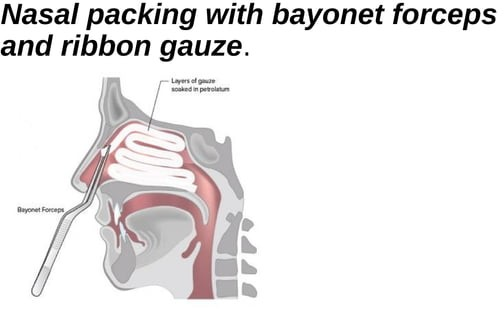 Nasal packing with bayonet forceps
and ribbon gauze.
Layers of gauze
soaked in petrolatum
Bayonet Forceps